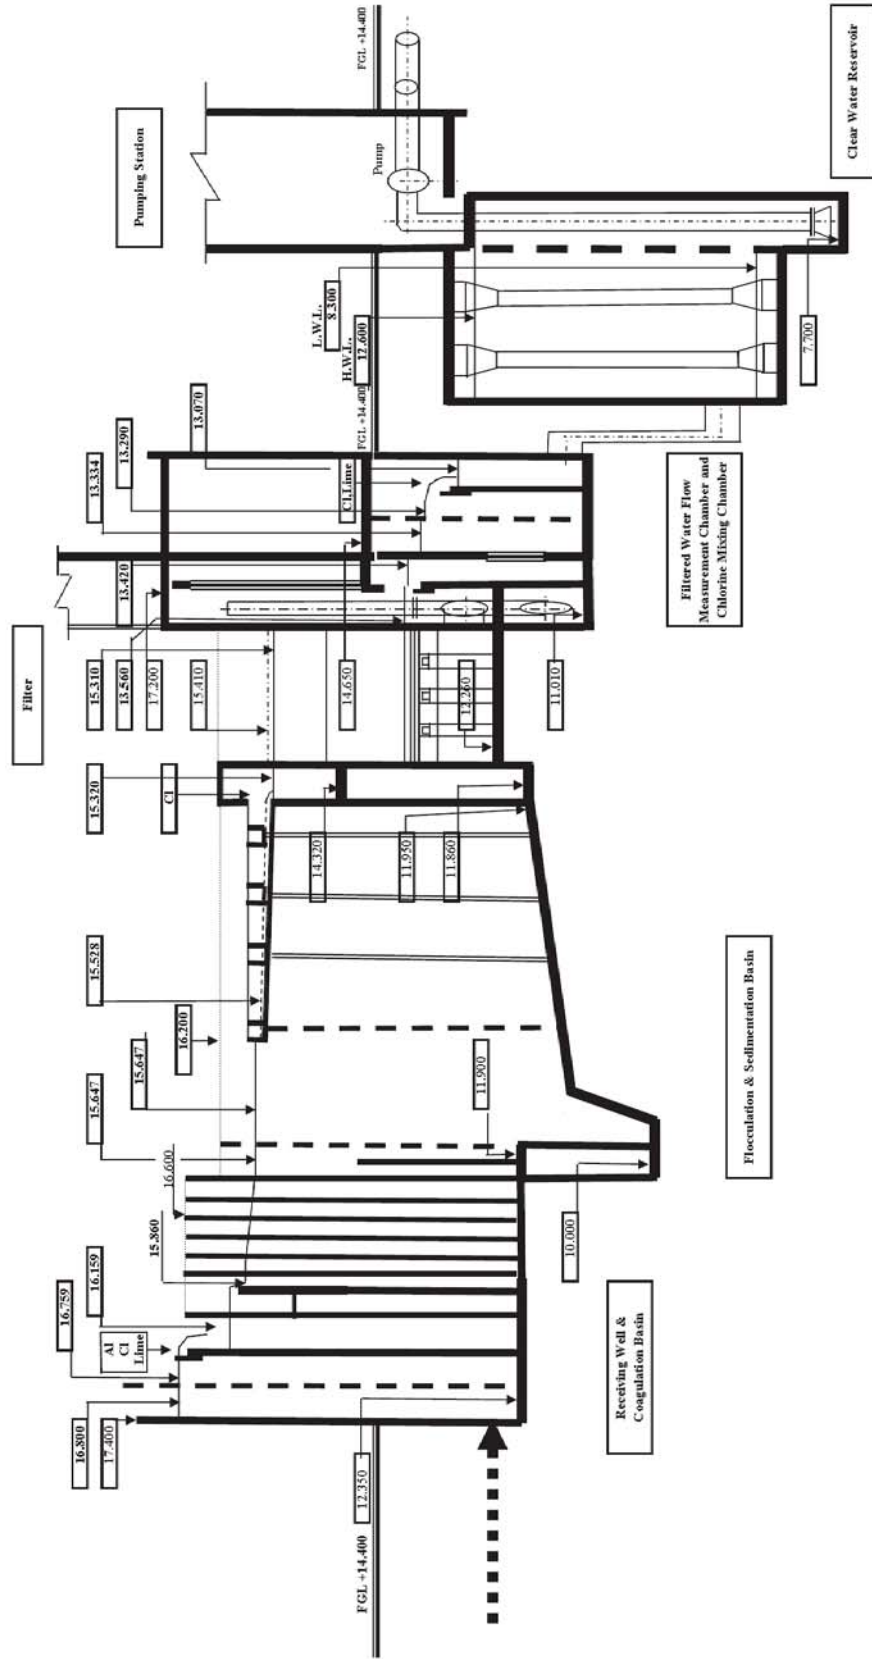 16.800
17.400
16.759
Al
Cl
Lime
16.159
15.860
16.600
15.647
15.647
16.200
15.528
15.320
Cl
15.310
13.560
17.200
15.410
Filter
13.420
13.334
13.290
13.070
Cl,Lime
14.650
12.260
11.010
FGL +14.400
H.W.L.
12.600
L.W.L.
8.300
Pumping Station
Pump
FGL +14.400
FGL +14.400
12.350
10.000
11.900
14.320
11.950
11.860
7.700
Receiving Well &
Coagulation Basin
Flocculation & Sedimentation Basin
Filtered Water Flow
Measurement Chamber and
Chlorine Mixing Chamber
Clear Water Reservoir